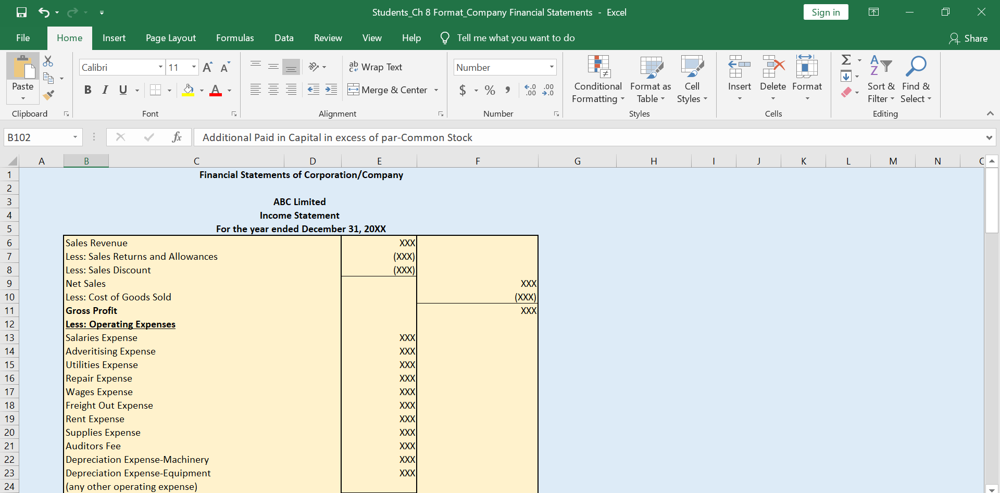 Students_Ch 8 Format_Company Financial Statements - Excel
Sign in
File Home Insert Page Layout Formulas Data Review View Help Tell me what you want to do Share
Paste
Clipboard
Calibri 11
A A
B I U A
Font
ab
c Wrap Text
Merge & Center
Alignment
Number
$ % ,
.0 .00
.00 .0
Number
Conditional
Formatting
Format as
Table
Cell
Styles
Styles
Insert
Delete
Format
Cells
Σ
A
Z
Sort &
Filter
Find &
Select
Editing
B102 fx Additional Paid in Capital in excess of par-Common Stock
A B C D E F G H I J K L M N
1 Financial Statements of Corporation/Company
2
3 ABC Limited
4 Income Statement
5 For the year ended December 31, 20XX
6 Sales Revenue XXX
7 Less: Sales Returns and Allowances (XXX)
8 Less: Sales Discount (XXX)
9 Net Sales XXX
10 Less: Cost of Goods Sold (XXX)
11 Gross Profit XXX
12 Less: Operating Expenses
13 Salaries Expense XXX
14 Adveritising Expense XXX
15 Utilities Expense XXX
16 Repair Expense XXX
17 Wages Expense XXX
18 Freight Out Expense XXX
19 Rent Expense XXX
20 Supplies Expense XXX
21 Auditors Fee XXX
22 Depreciation Expense-Machinery XXX
23 Depreciation Expense-Equipment XXX
24 (any other operating expense)